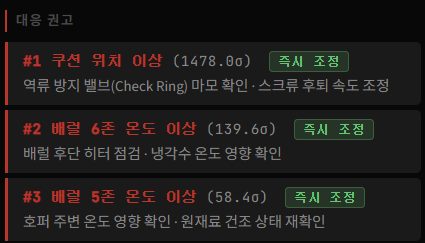 대응 권고
#1 쿠션 위치 이상 (1478.0σ) 즉시 조정
역류 방지 밸브(Check Ring) 마모 확인 · 스크류 후퇴 속도 조정
#2 배럴 6존 온도 이상 (139.6σ) 즉시 조정
배럴 후단 히터 점검 · 냉각수 온도 영향 확인
#3 배럴 5존 온도 이상 (58.4σ) 즉시 조정
호퍼 주변 온도 영향 확인 · 원재료 건조 상태 재확인